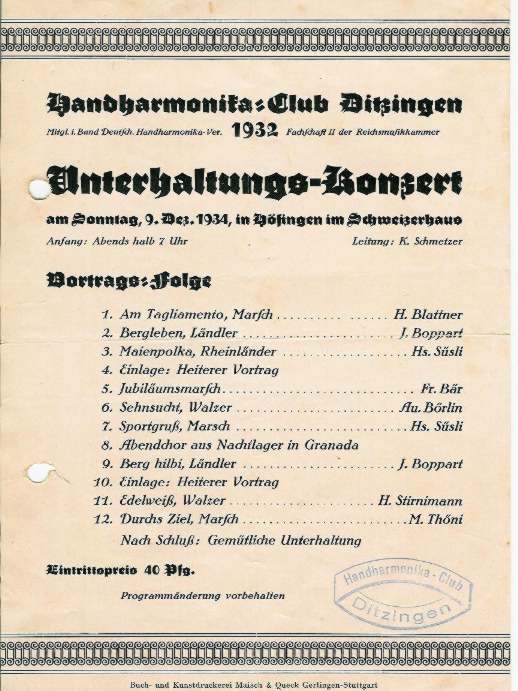 Handharmonika-Club Ditzingen
Mitgl. i. Bund Deutsch. Handharmonika-Ver. 1932 Fachschaft II der Reichsmusikkammer
Unterhaltungs-Konzert
am Sonntag, 9. Dez. 1934, in Höfingen im Schweizerhaus
Anfang: Abends halb 7 Uhr Leitung: K. Schmetzer
Vortrags-Folge
1. Am Tagliamento, Marsch ........... ...... H. Blattner
2. Bergleben, Ländler ...................... J. Boppart
3. Maienpolka, Rheinländer ................. Hs. Süsli
4. Einlage: Heiterer Vortrag
5. Jubiläumsmarsch......................... Fr. Bär
6. Sehnsucht, Walzer ....................... Au. Börlin
7. Sportgruß, Marsch ....................... Hs. Süsli
8. Abendchor aus Nachtlager in Granada
9. Berg hilbi, Ländler ..................... J. Boppart
10. Einlage: Heiterer Vortrag
11. Edelweiß, Walzer .................... H. Stirnimann
12. Durchs Ziel, Marsch ..................... M. Thöni
Nach Schluß: Gemütliche Unterhaltung
Eintrittspreis 40 Pfg.
Handharmonika-Club
Ditzingen
Programmänderung vorbehalten
Buch- und Kunstdruckerei Maisch & Queck Gerlingen-Stuttgart